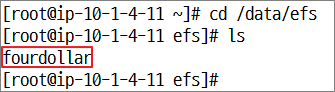 [root@ip-10-1-4-11 ~]# cd /data/efs
[root@ip-10-1-4-11 efs]# ls
fourdollar
[root@ip-10-1-4-11 efs]#